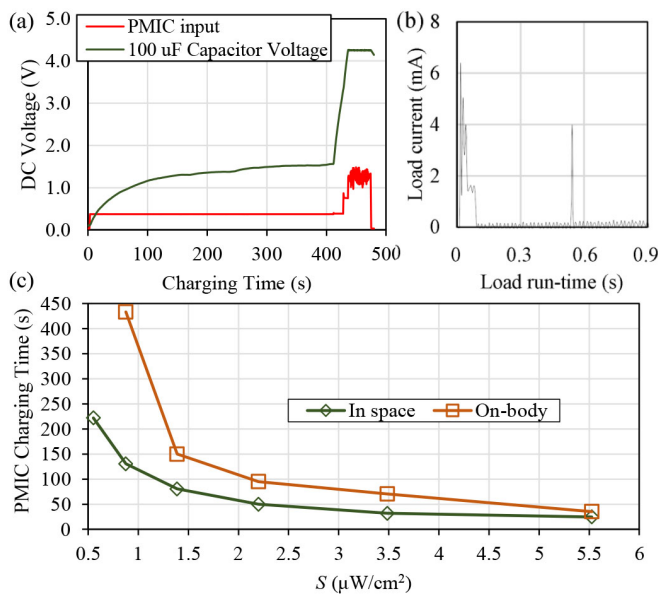 (a)
PMIC input
100 uF Capacitor Voltage
DC Voltage (V)
4.0
3.0
2.0
1.0
0.0
0 100 200 300 400 500
Charging Time (s)
(b)
Load current (mA)
8
6
4
2
0
0 0.3 0.6 0.9
Load run-time (s)
(c)
PMIC Charging Time (s)
450
400
350
300
250
200
150
100
50
0
In space On-body
0.5 1 1.5 2 2.5 3 3.5 4 4.5 5 5.5 6
S (µW/cm²)